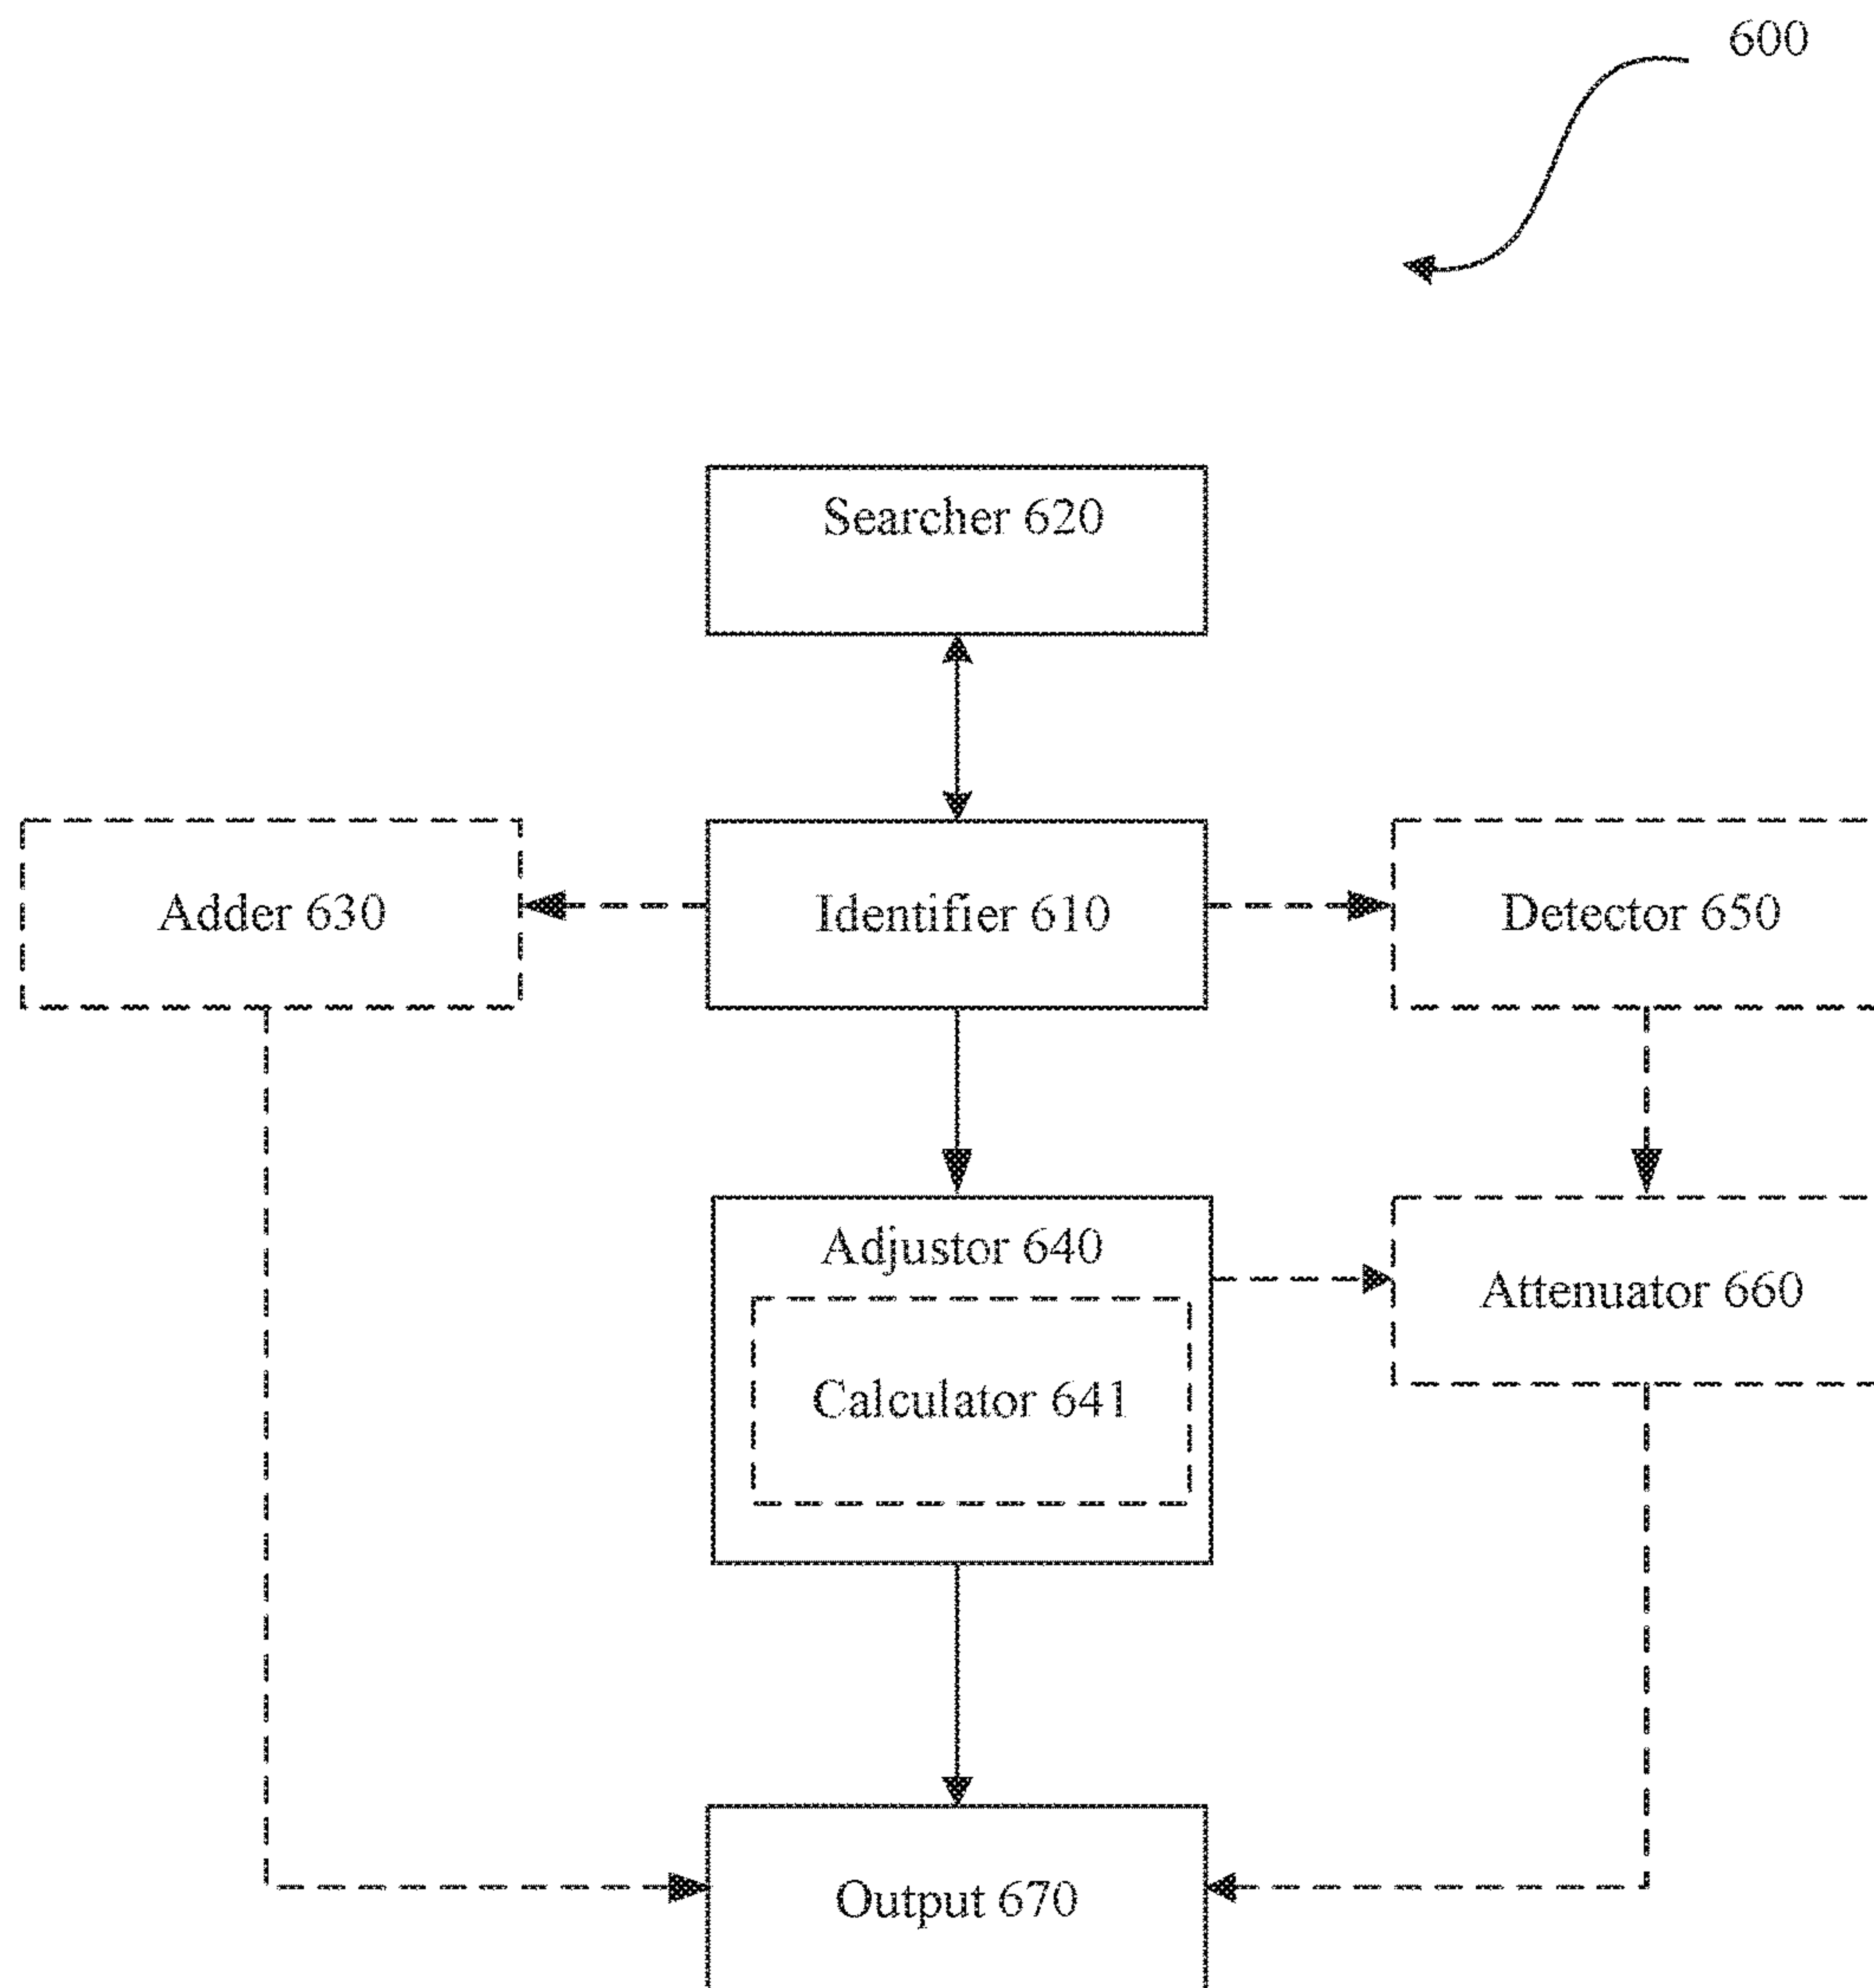 600
Searcher 620
Adder 630
Identifier 610
Detector 650
Adjustor 640
Attenuator 660
Calculator 641
Output 670